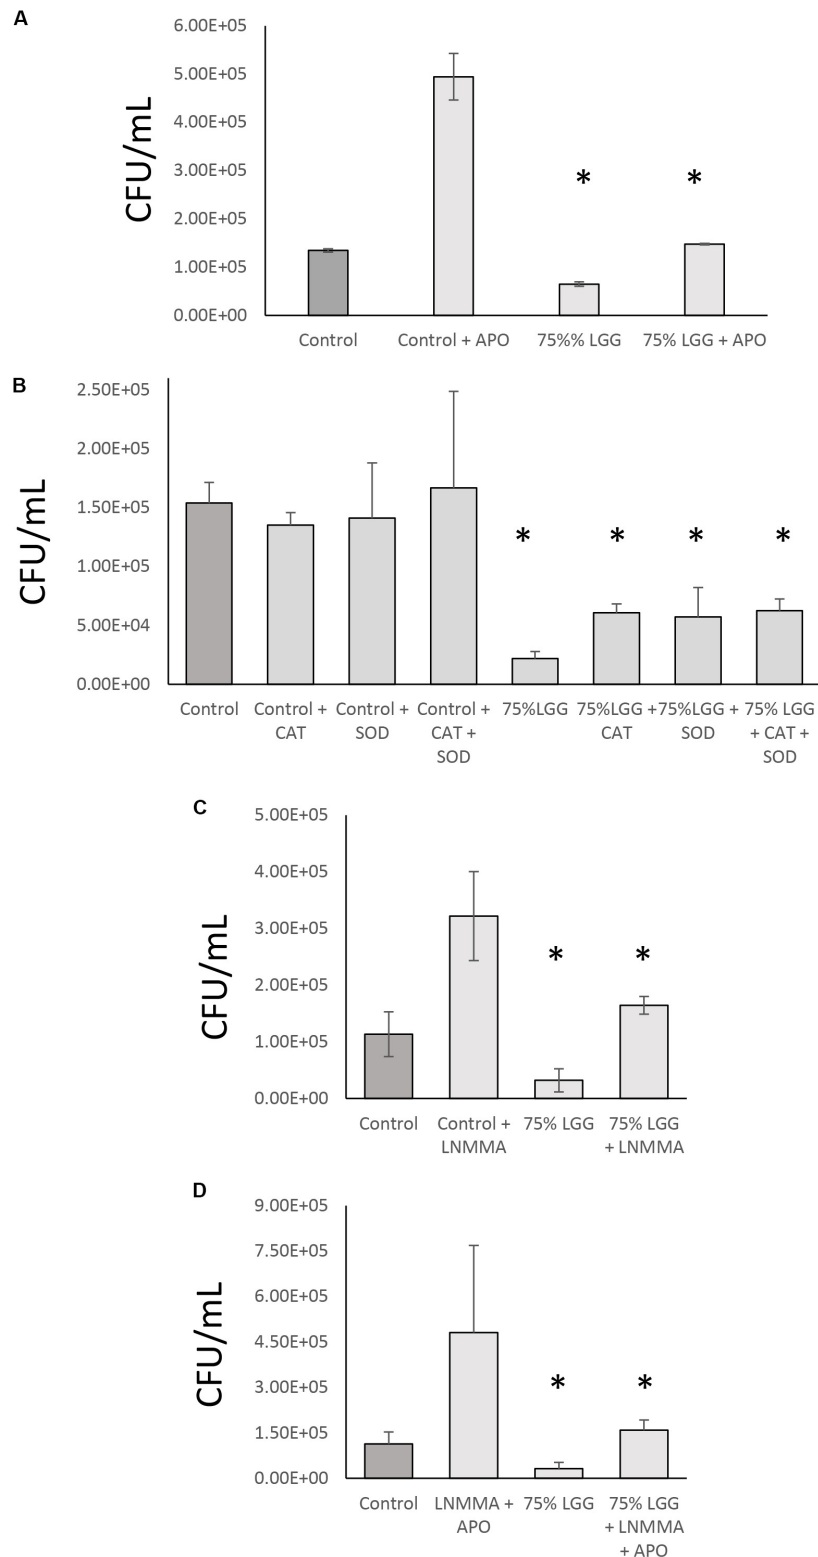 A
CFU/mL
6.00E+05
5.00E+05
4.00E+05
3.00E+05
2.00E+05
1.00E+05
0.00E+00
* *
Control Control + APO 75%% LGG 75% LGG + APO
B
CFU/mL
2.50E+05
2.00E+05
1.50E+05
1.00E+05
5.00E+04
0.00E+00
* * * *
Control Control + Control + Control + 75%LGG 75%LGG + 75%LGG + 75% LGG
CAT SOD CAT + CAT SOD + CAT +
SOD SOD
C
CFU/mL
5.00E+05
4.00E+05
3.00E+05
2.00E+05
1.00E+05
0.00E+00
* *
Control Control + 75% LGG 75% LGG
LNMMA + LNMMA
D
CFU/mL
9.00E+05
7.50E+05
6.00E+05
4.50E+05
3.00E+05
1.50E+05
0.00E+00
* *
Control LNMMA + 75% LGG 75% LGG
APO + LNMMA
+ APO